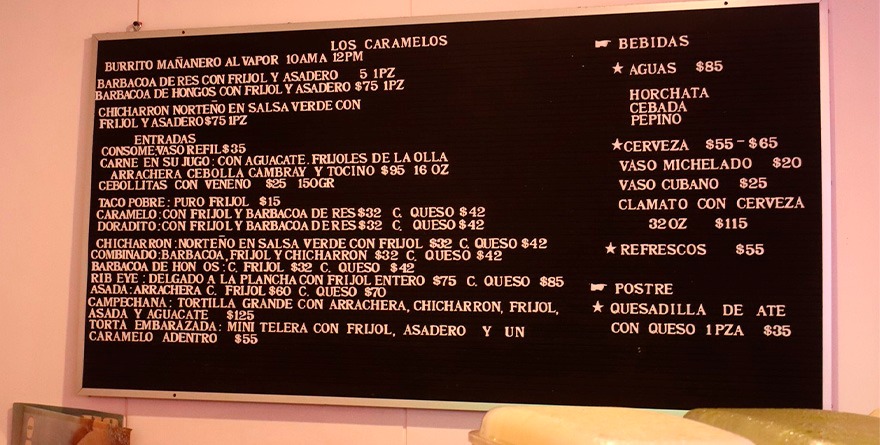 LOS CARAMELOS
BURRITO MAÑANERO AL VAPOR 10AM A 12PM
BARBACOA DE RES CON FRIJOL Y ASADERO 5 1PZ
BARBACOA DE HONGOS CON FRIJOL Y ASADERO $75 1PZ
CHICHARRON NORTEÑO EN SALSA VERDE CON
FRIJOL Y ASADERO $75 1PZ
ENTRADAS
CONSOME:VASO REFIL $35
CARNE EN SU JUGO: CON AGUACATE. FRIJOLES DE LA OLLA
ARRACHERA CEBOLLA CAMBRAY Y TOCINO $95 16 OZ
CEBOLLITAS CON VENENO $25 150GR
TACO POBRE: PURO FRIJOL $15
CARAMELO:CON FRIJOL Y BARBACOA DE RES $32 C. QUESO $42
DORADITO:CON FRIJOL Y BARBACOA DE RES $32 C. QUESO $42
CHICHARRON:NORTEÑO EN SALSA VERDE CON FRIJOL $32 C. QUESO $42
COMBINADO:BARBACOA, FRIJOL Y CHICHARRON $32 C. QUESO $42
BARBACOA DE HON OS: C. FRIJOL $32 C. QUESO $42
RIB EYE: DELGADO A LA PLANCHA CON FRIJOL ENTERO $75 C. QUESO $85
ASADA: ARRACHERA C. FRIJOL $60 C. QUESO $70
CAMPECHANA: TORTILLA GRANDE CON ARRACHERA, CHICHARRON, FRIJOL,
ASADA Y AGUACATE $125
TORTA EMBARAZADA: MINI TELERA CON FRIJOL, ASADERO Y UN
CARAMELO ADENTRO $55
☛ BEBIDAS
★ AGUAS $85
HORCHATA
CEBADA
PEPINO
★CERVEZA $55-$65
VASO MICHELADO $20
VASO CUBANO $25
CLAMATO CON CERVEZA
32 OZ $115
★ REFRESCOS $55
☛ POSTRE
★ QUESADILLA DE ATE
CON QUESO 1 PZA $35